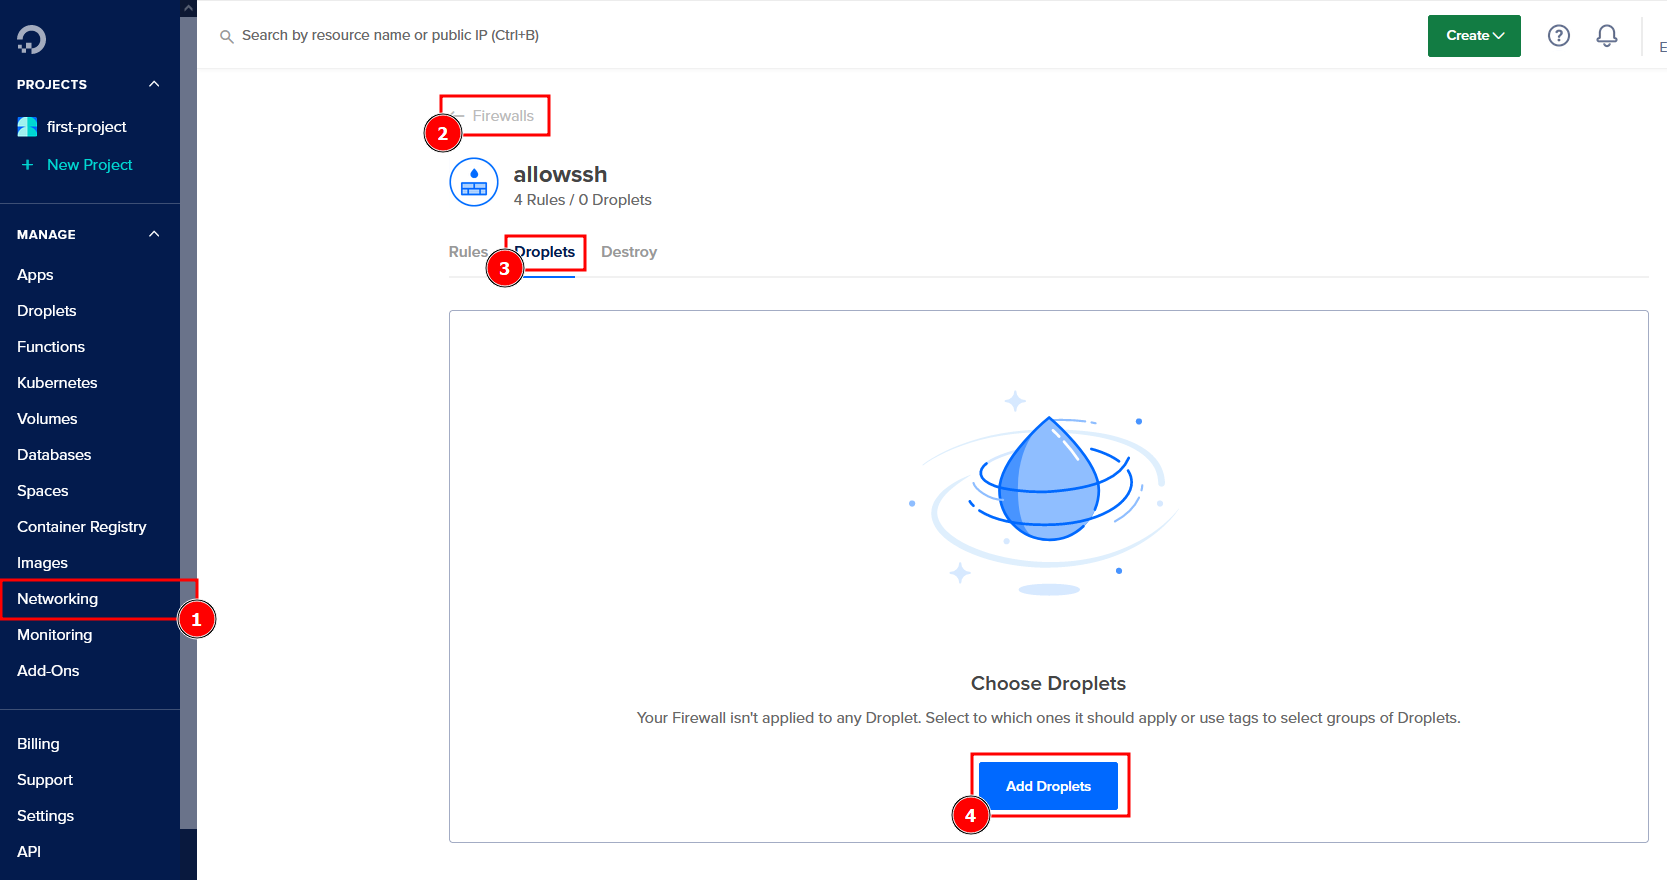 Search by resource name or public IP (Ctrl+B)
Create
?
PROJECTS
first-project
+ New Project
MANAGE
Apps
Droplets
Functions
Kubernetes
Volumes
Databases
Spaces
Container Registry
Images
Networking
1
Monitoring
Add-Ons
Billing
Support
Settings
API
← Firewalls
2
allowssh
4 Rules / 0 Droplets
Rules Droplets Destroy
3
Choose Droplets
Your Firewall isn't applied to any Droplet. Select to which ones it should apply or use tags to select groups of Droplets.
Add Droplets
4